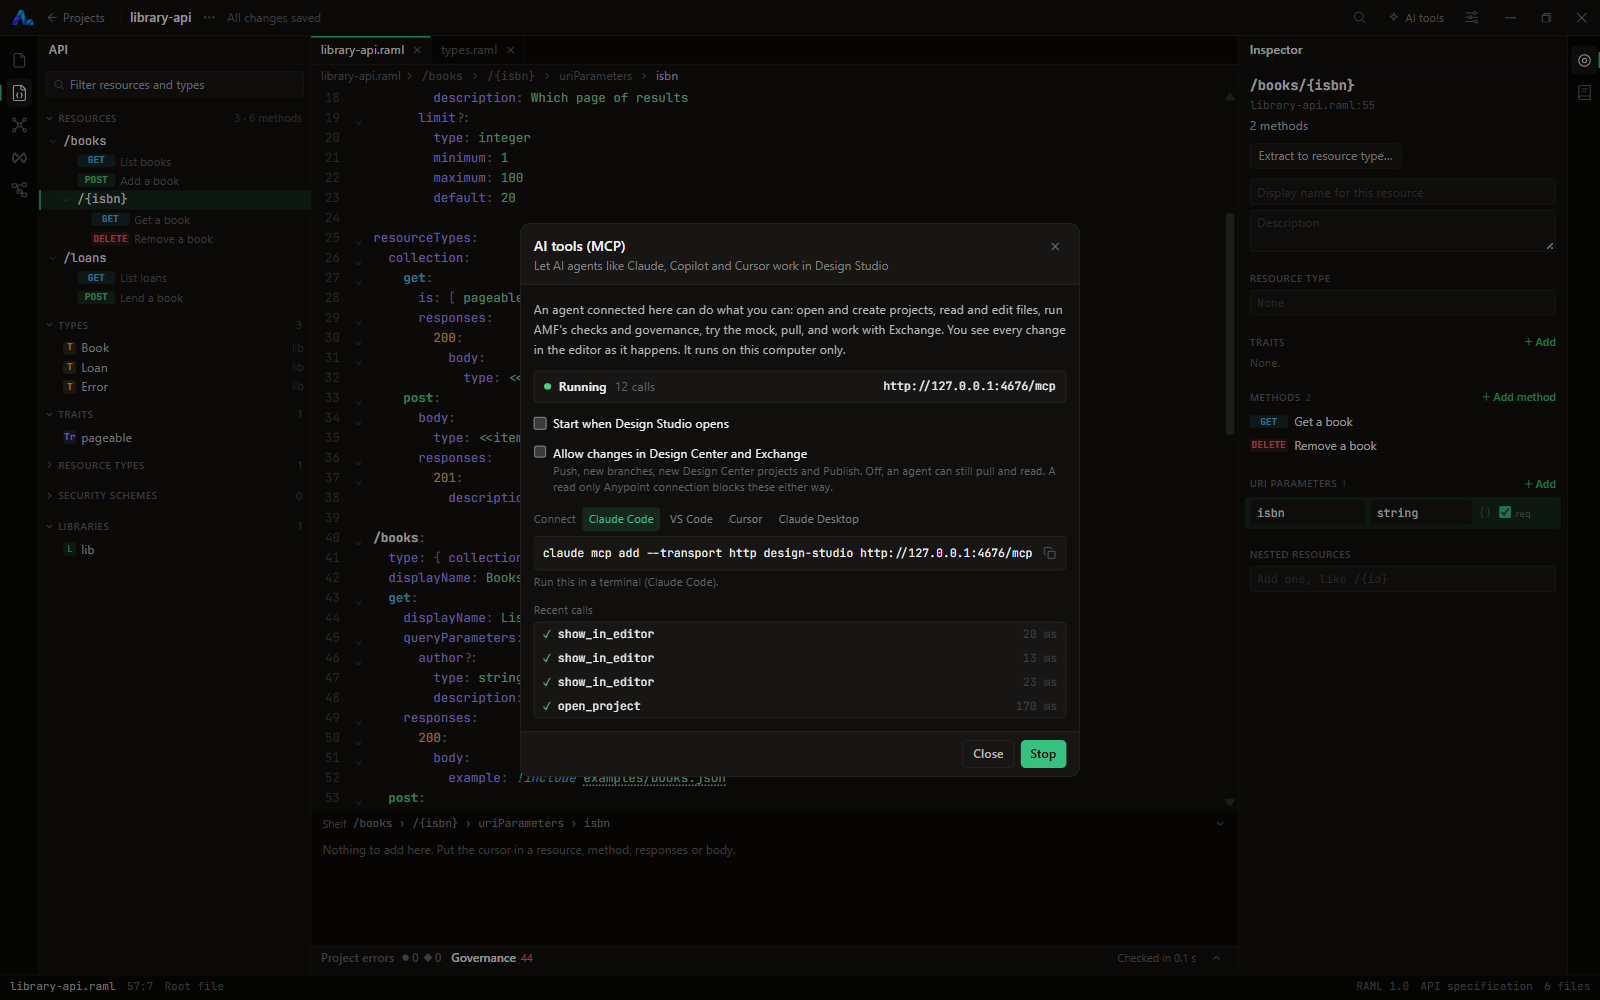 Projects
library-api
All changes saved
AI tools
API
Filter resources and types
RESOURCES
3 · 6 methods
/books
GET List books
POST Add a book
/{isbn}
GET Get a book
DELETE Remove a book
/loans
GET List loans
POST Lend a book
TYPES 3
T Book lib
T Loan lib
T Error lib
TRAITS 1
Tr pageable
RESOURCE TYPES 1
SECURITY SCHEMES 0
LIBRARIES 1
L lib
library-api.raml
types.raml
library-api.raml > /books > /{isbn} > uriParameters > isbn
18 description: Which page of results
19 limit?:
20 type: integer
21 minimum: 1
22 maximum: 100
23 default: 20
24
25 resourceTypes:
26 collection:
27 get:
28 is: [ pageable
29 responses:
30 200:
31 body:
32 type: <<
33 post:
34 body:
35 type: <<item
36 responses:
37 201:
38 descriptio
39
40 /books:
41 type: { collection
42 displayName: Books
43 get:
44 displayName: Lis
45 queryParameters:
46 author?:
47 type: string
48 description:
49 responses:
50 200:
51 body:
52 example: !include examples/books.json
53 post:
AI tools (MCP)
Let AI agents like Claude, Copilot and Cursor work in Design Studio
An agent connected here can do what you can: open and create projects, read and edit files, run
AMF's checks and governance, try the mock, pull, and work with Exchange. You see every change
in the editor as it happens. It runs on this computer only.
Running 12 calls http://127.0.0.1:4676/mcp
Start when Design Studio opens
Allow changes in Design Center and Exchange
Push, new branches, new Design Center projects and Publish. Off, an agent can still pull and read. A
read only Anypoint connection blocks these either way.
Connect Claude Code VS Code Cursor Claude Desktop
claude mcp add --transport http design-studio http://127.0.0.1:4676/mcp
Run this in a terminal (Claude Code).
Recent calls
show_in_editor 20 ms
show_in_editor 13 ms
show_in_editor 23 ms
open_project 170 ms
Close
Stop
Shelf /books > /{isbn} > uriParameters > isbn
Nothing to add here. Put the cursor in a resource, method, responses or body.
Project errors 0 0 Governance 44
Checked in 0.1 s
Inspector
/books/{isbn}
library-api.raml:55
2 methods
Extract to resource type...
Display name for this resource
Description
RESOURCE TYPE
None
TRAITS
+ Add
None.
METHODS 2
+ Add method
GET Get a book
DELETE Remove a book
URI PARAMETERS 1
+ Add
isbn string {} req
NESTED RESOURCES
Add one, like /{id}
library-api.raml 57:7 Root file
RAML 1.0 API specification 6 files